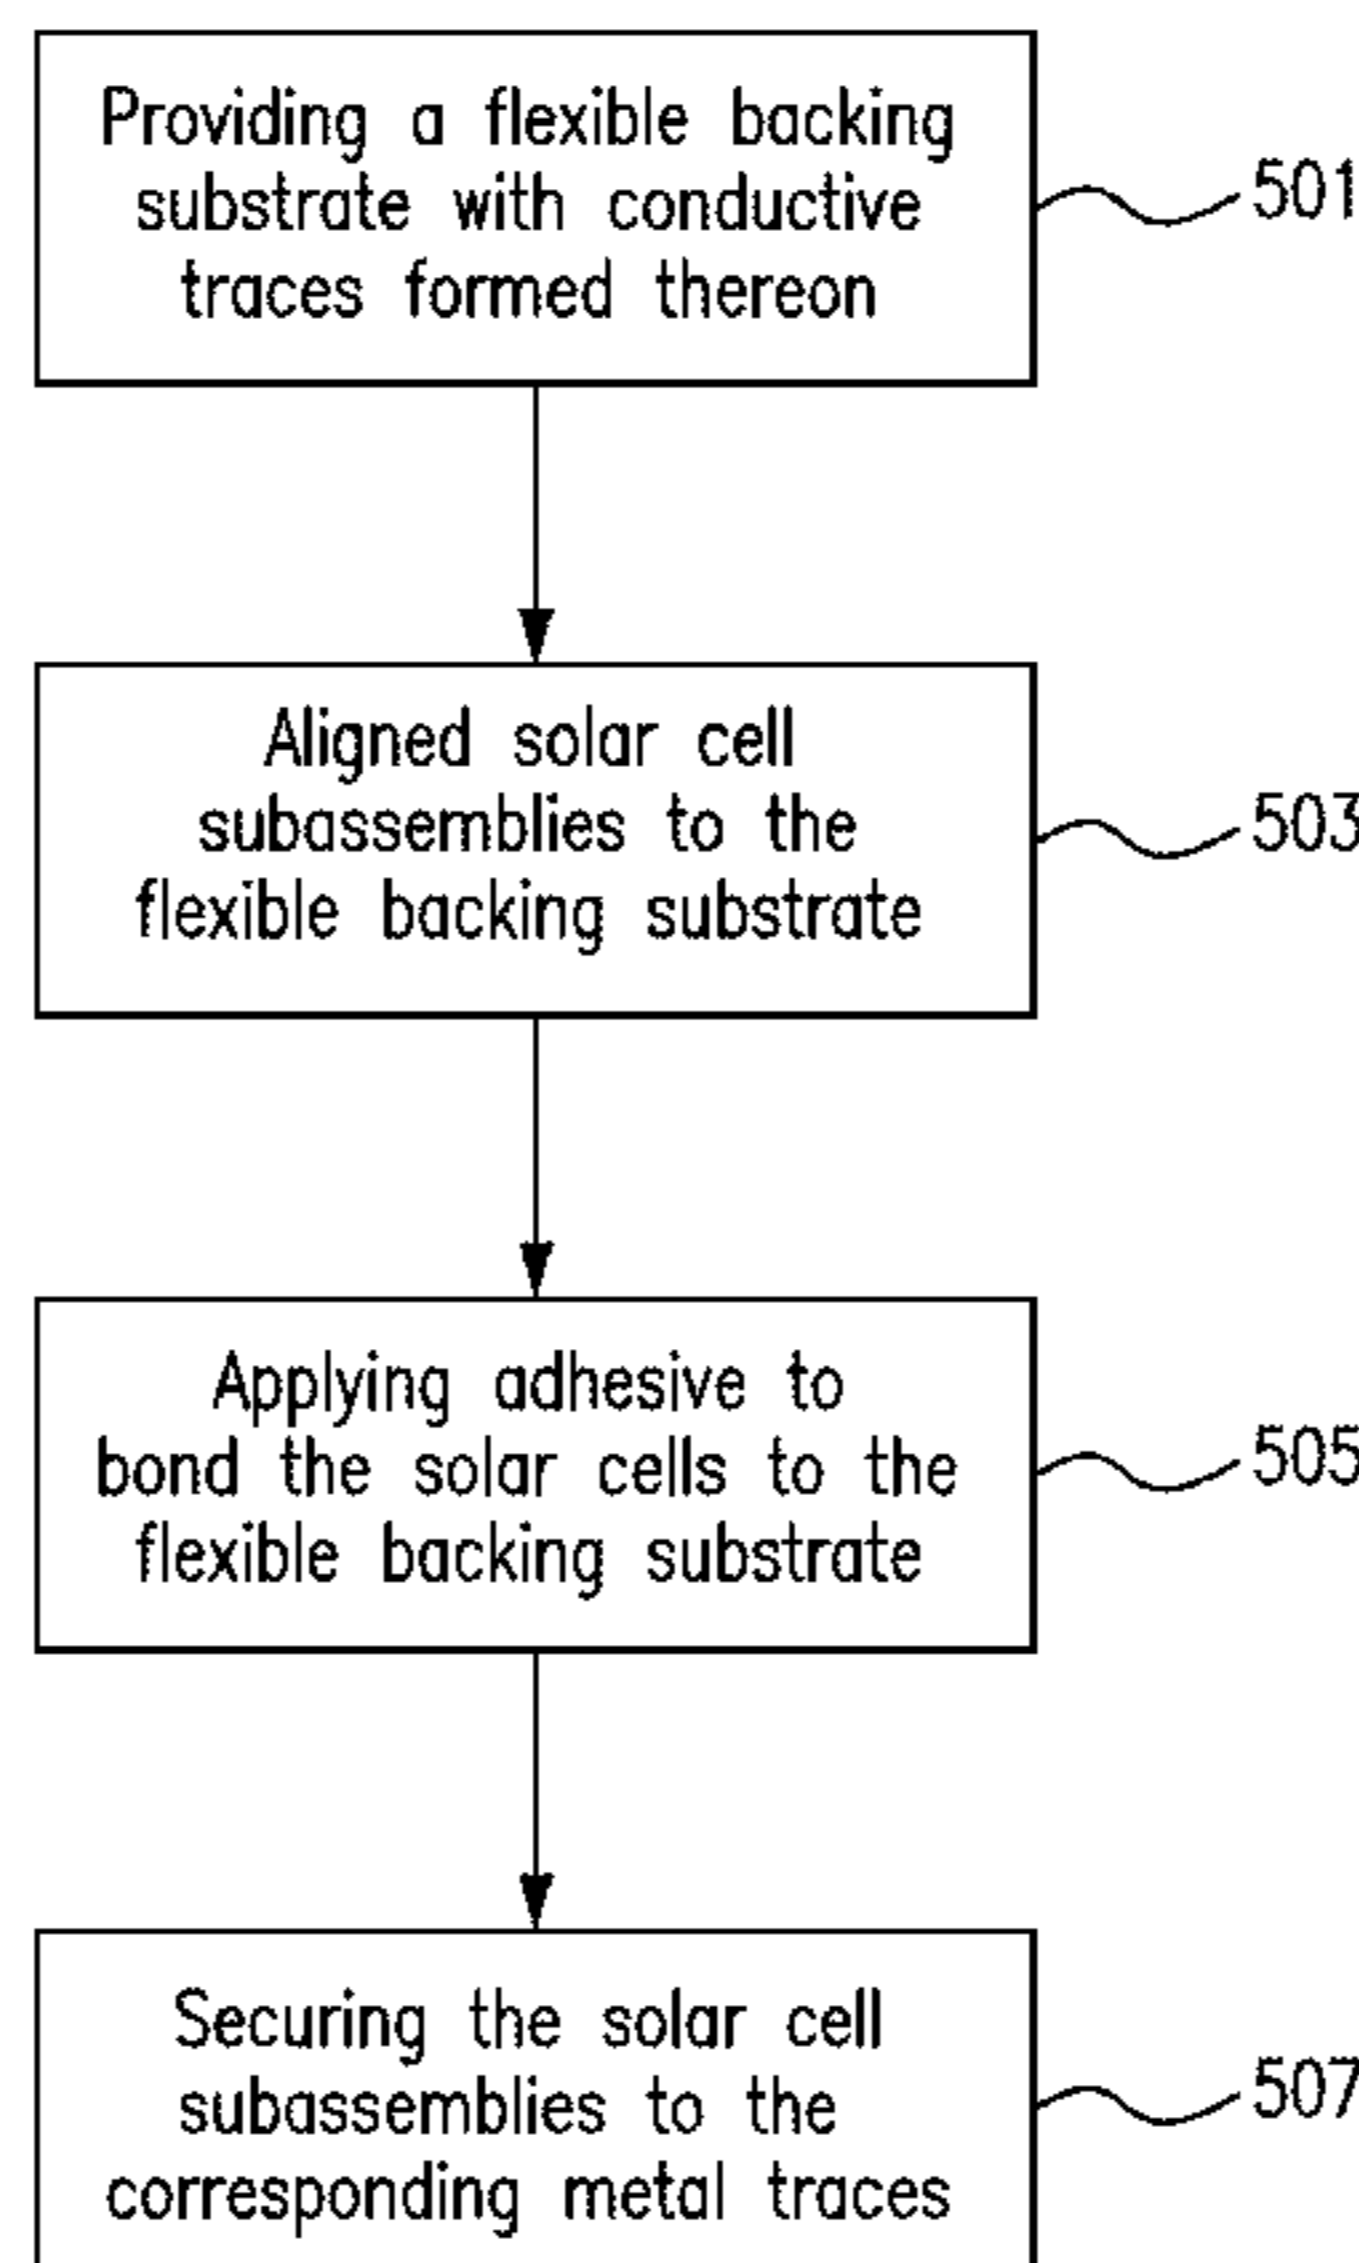 Providing a flexible backing
substrate with conductive
traces formed thereon
501
Aligned solar cell
subassemblies to the
flexible backing substrate
503
Applying adhesive to
bond the solar cells to the
flexible backing substrate
505
Securing the solar cell
subassemblies to the
corresponding metal traces
507